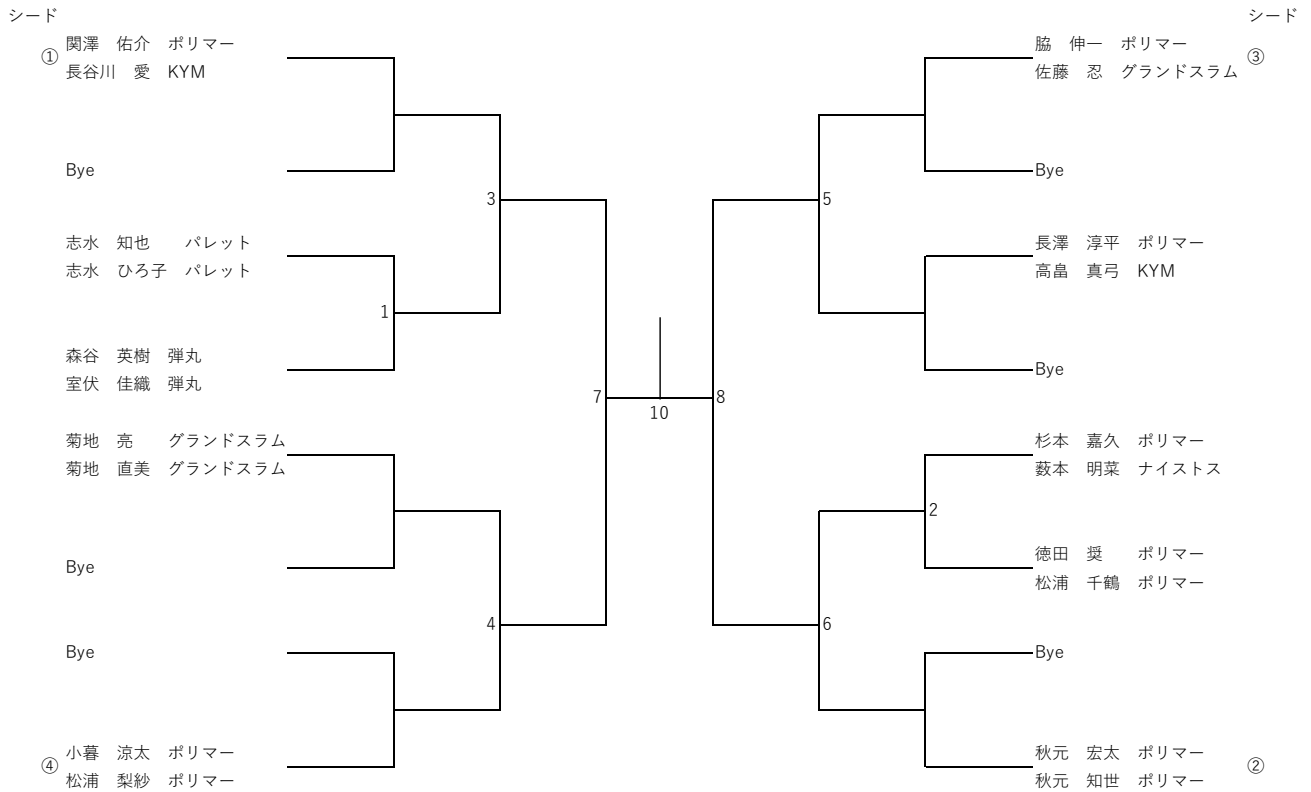 シード
① 関澤　佑介　ポリマー
長谷川　愛　KYM
Bye
3
志水　知也　　パレット
志水　ひろ子　パレット
1
森谷　英樹　弾丸
室伏　佳織　弾丸
7
菊地　亮　　グランドスラム
菊地　直美　グランドスラム
Bye
4
Bye
④ 小暮　涼太　ポリマー
松浦　梨紗　ポリマー
10
シード
脇　伸一　ポリマー
佐藤　忍　グランドスラム ③
Bye
5
長澤　淳平　ポリマー
高畠　真弓　KYM
Bye
8
杉本　嘉久　ポリマー
薮本　明菜　ナイストス
2
徳田　奨　　ポリマー
松浦　千鶴　ポリマー
6
Bye
秋元　宏太　ポリマー
秋元　知世　ポリマー ②